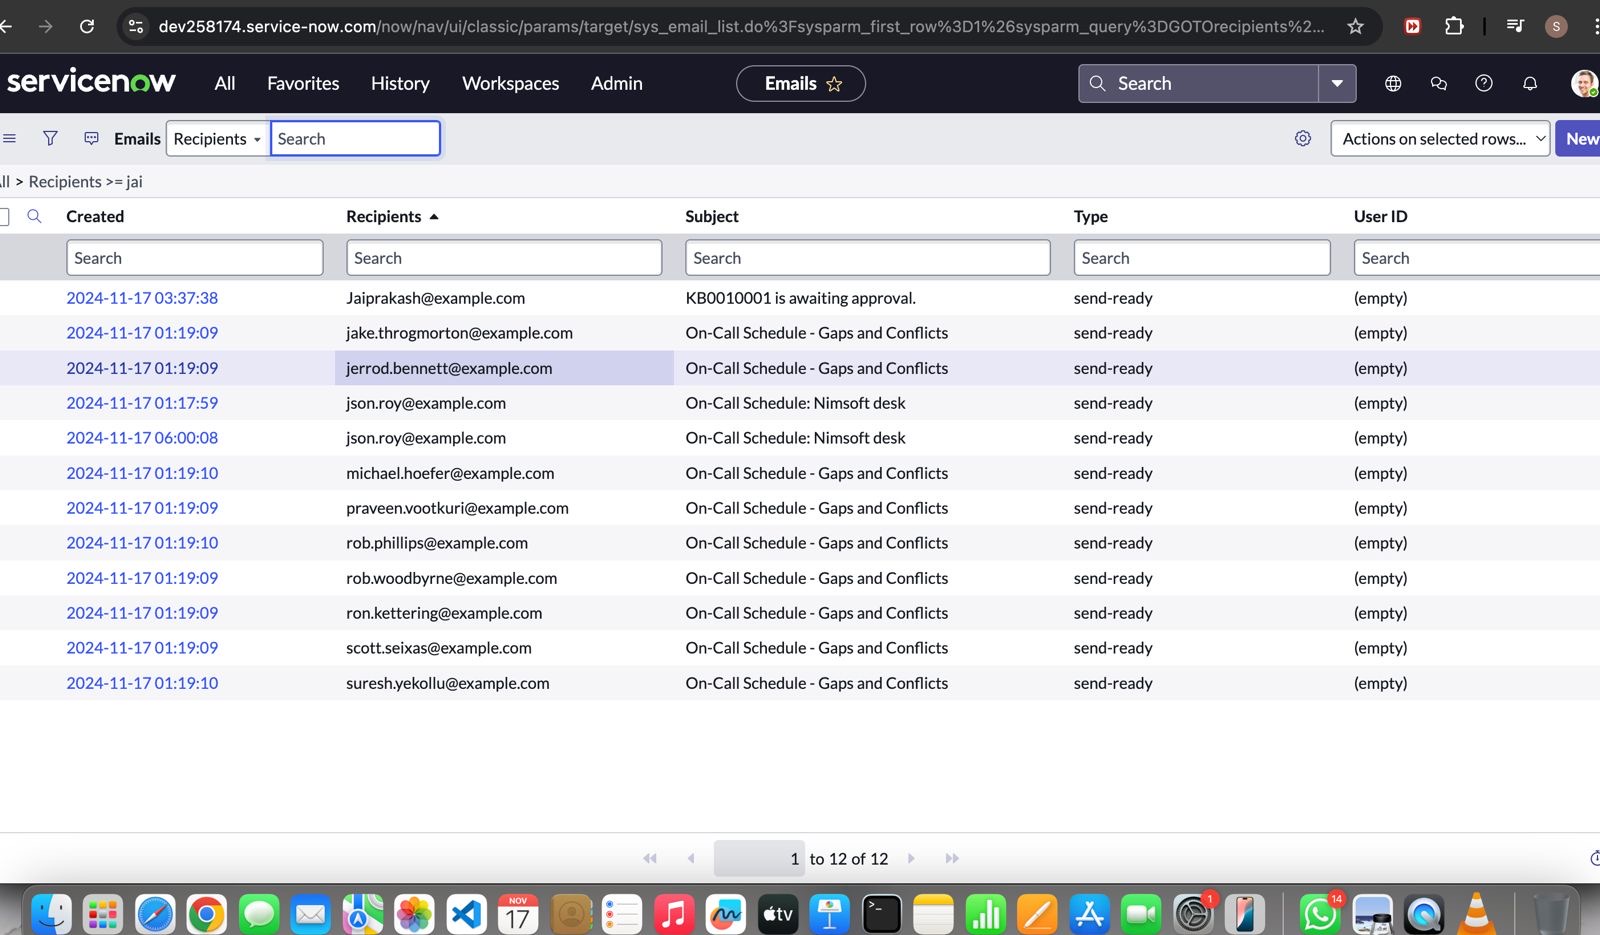 dev258174.service-now.com/now/nav/ui/classic/params/target/sys_email_list.do%3Fsysparm_first_row%3D1%26sysparm_query%3DGOTOrecipients%2...
S
servicenow All Favorites History Workspaces Admin Emails Search
Emails Recipients Search Actions on selected rows... New
ll > Recipients >= jai
Created Recipients Subject Type User ID
Search Search Search Search Search
2024-11-17 03:37:38 Jaiprakash@example.com KB0010001 is awaiting approval. send-ready (empty)
2024-11-17 01:19:09 jake.throgmorton@example.com On-Call Schedule - Gaps and Conflicts send-ready (empty)
2024-11-17 01:19:09 jerrod.bennett@example.com On-Call Schedule - Gaps and Conflicts send-ready (empty)
2024-11-17 01:17:59 json.roy@example.com On-Call Schedule: Nimsoft desk send-ready (empty)
2024-11-17 06:00:08 json.roy@example.com On-Call Schedule: Nimsoft desk send-ready (empty)
2024-11-17 01:19:10 michael.hoefer@example.com On-Call Schedule - Gaps and Conflicts send-ready (empty)
2024-11-17 01:19:09 praveen.vootkuri@example.com On-Call Schedule - Gaps and Conflicts send-ready (empty)
2024-11-17 01:19:10 rob.phillips@example.com On-Call Schedule - Gaps and Conflicts send-ready (empty)
2024-11-17 01:19:09 rob.woodbyrne@example.com On-Call Schedule - Gaps and Conflicts send-ready (empty)
2024-11-17 01:19:09 ron.kettering@example.com On-Call Schedule - Gaps and Conflicts send-ready (empty)
2024-11-17 01:19:09 scott.seixas@example.com On-Call Schedule - Gaps and Conflicts send-ready (empty)
2024-11-17 01:19:10 suresh.yekollu@example.com On-Call Schedule - Gaps and Conflicts send-ready (empty)
1 to 12 of 12
NOV
17
tv
1
14